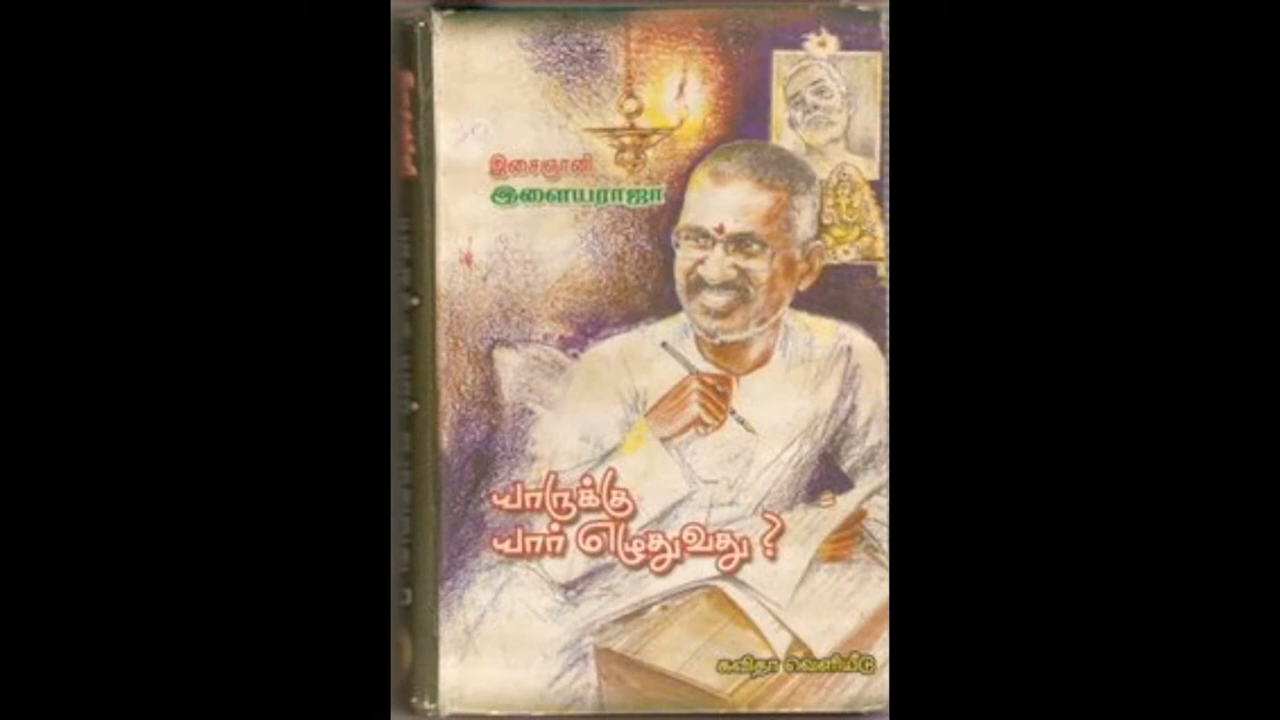 இசைஞானி
இளையராஜா
யாருக்கு
யார் எழுதுவது ?
கவிதா வெளியீடு